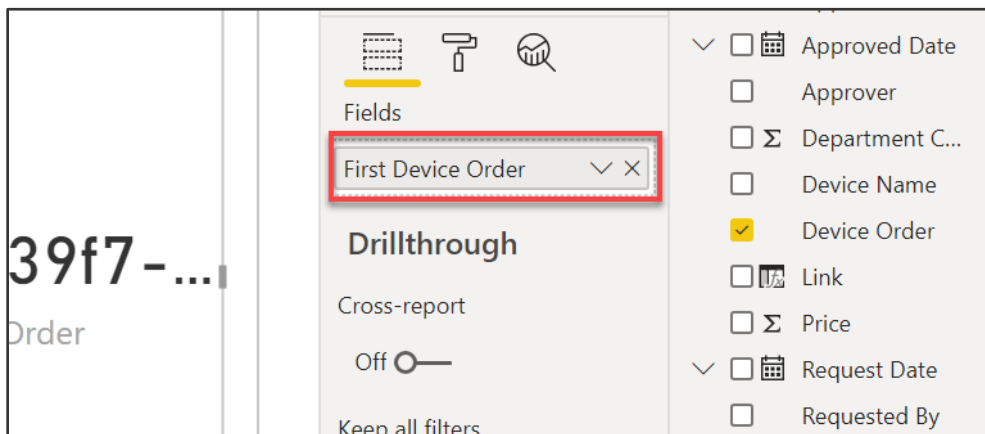 39f7-...
Order
Fields
First Device Order
Drillthrough
Cross-report
Off
Keep all filters
Approved Date
Approver
Department C...
Device Name
Device Order
Link
Price
Request Date
Requested By